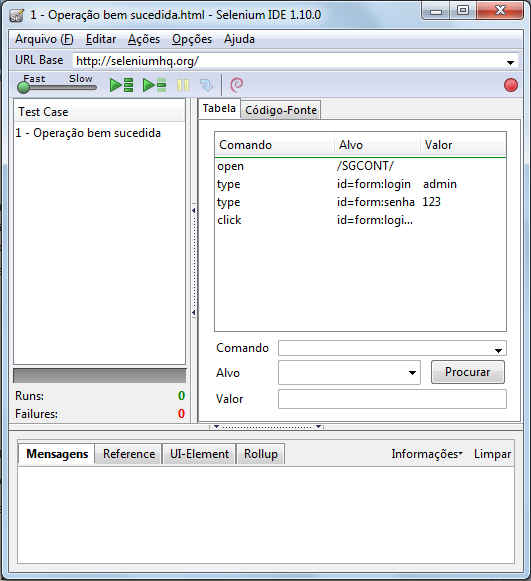 1 - Operação bem sucedida.html - Selenium IDE 1.10.0
Arquivo (F) Editar Ações Opções Ajuda
URL Base http://seleniumhq.org/
Fast Slow
Test Case
1 - Operação bem sucedida
Runs: 0
Failures: 0
Tabela Código-Fonte
Comando Alvo Valor
open /SGCONT/
type id=form:login admin
type id=form:senha 123
click id=form:logi...
Comando
Alvo Procurar
Valor
Mensagens Reference UI-Element Rollup Informações Limpar